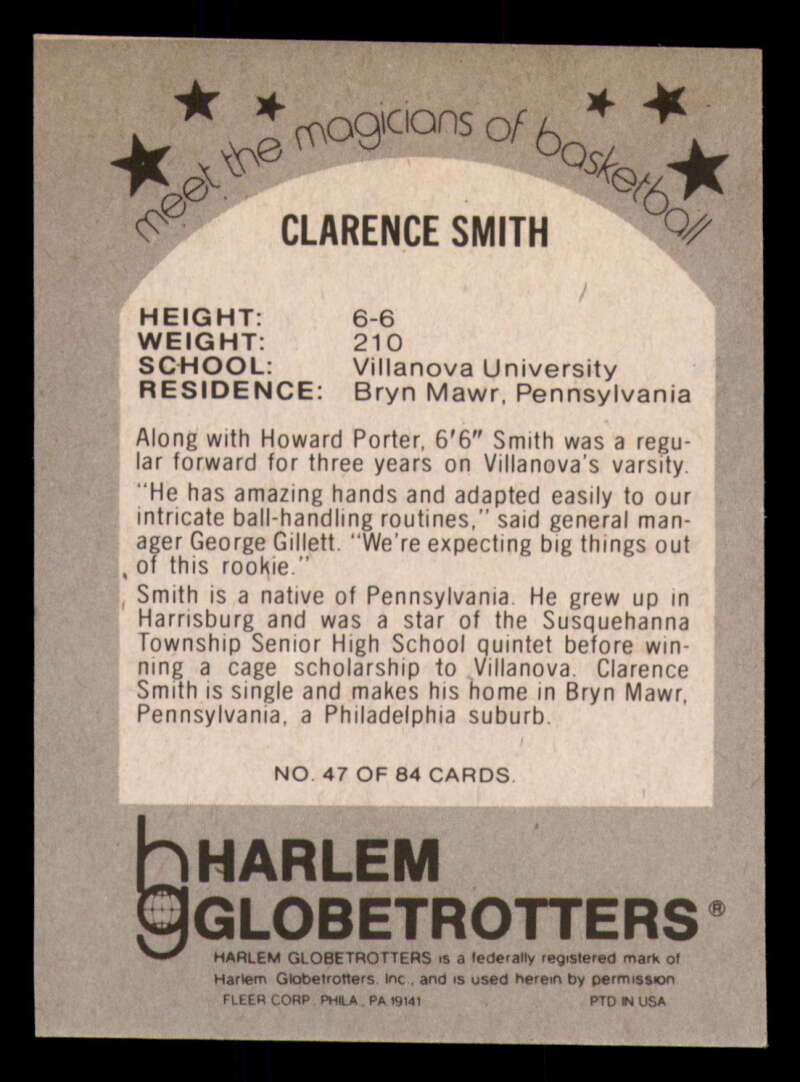 meet the magicians of basketball
CLARENCE SMITH
HEIGHT: 6-6
WEIGHT: 210
SCHOOL: Villanova University
RESIDENCE: Bryn Mawr, Pennsylvania
Along with Howard Porter, 6'6" Smith was a regu-
lar forward for three years on Villanova's varsity.
"He has amazing hands and adapted easily to our
intricate ball-handling routines," said general man-
ager George Gillett. "We're expecting big things out
of this rookie."
Smith is a native of Pennsylvania. He grew up in
Harrisburg and was a star of the Susquehanna
Township Senior High School quintet before win-
ning a cage scholarship to Villanova. Clarence
Smith is single and makes his home in Bryn Mawr,
Pennsylvania, a Philadelphia suburb.
NO. 47 OF 84 CARDS.
hg HARLEM
GLOBETROTTERS®
HARLEM GLOBETROTTERS is a federally registered mark of
Harlem Globetrotters, Inc., and is used herein by permission
FLEER CORP. PHILA., PA 19141 PTD IN USA